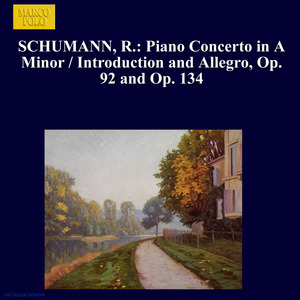 MARCO
POLO
SCHUMANN, R.: Piano Concerto in A
Minor / Introduction and Allegro, Op.
92 and Op. 134